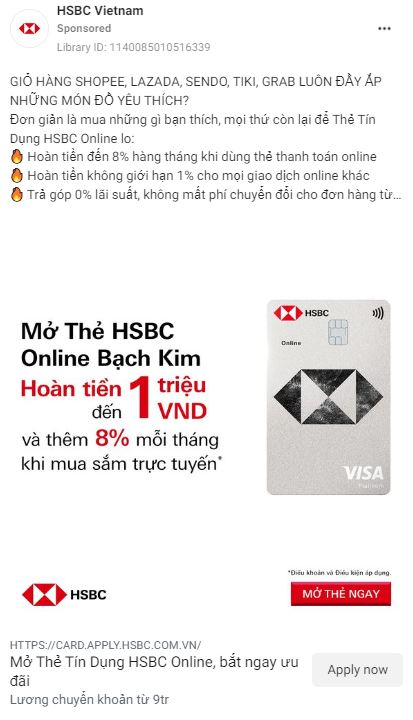 HSBC Vietnam
Sponsored
Library ID: 1140085010516339
GIỎ HÀNG SHOPEE, LAZADA, SENDO, TIKI, GRAB LUÔN ĐẦY ẮP
NHỮNG MÓN ĐỒ YÊU THÍCH?
Đơn giản là mua những gì bạn thích, mọi thứ còn lại để Thẻ Tín
Dụng HSBC Online lo:
🔥 Hoàn tiền đến 8% hàng tháng khi dùng thẻ thanh toán online
🔥 Hoàn tiền không giới hạn 1% cho mọi giao dịch online khác
🔥 Trả góp 0% lãi suất, không mất phí chuyển đổi cho đơn hàng từ...
Mở Thẻ HSBC
Online Bạch Kim
Hoàn tiền
đến
1 triệu
VND
và thêm 8% mỗi tháng
khi mua sắm trực tuyến*
HSBC
Online
VISA
Platinum
*Điều khoản và Điều kiện áp dụng.
HSBC
MỞ THẺ NGAY
HTTPS://CARD.APPLY.HSBC.COM.VN/
Mở Thẻ Tín Dụng HSBC Online, bắt ngay ưu
đãi
Lương chuyển khoản từ 9tr
Apply now